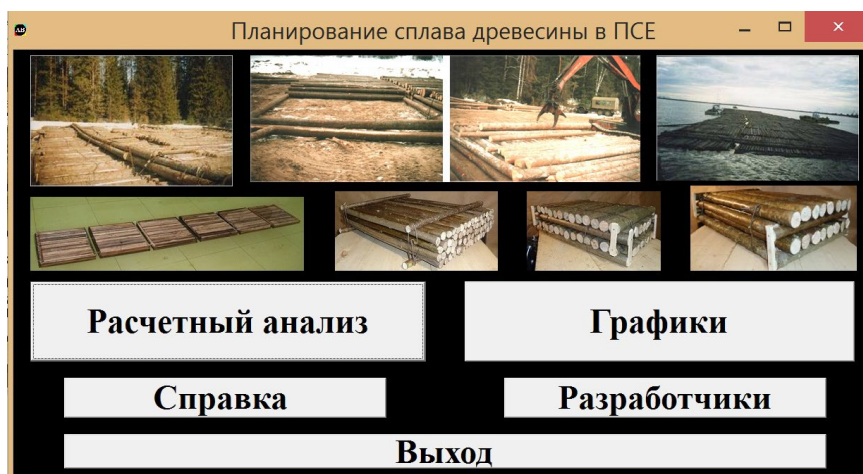 Планирование сплава древесины в ПСЕ
Расчетный анализ
Графики
Справка
Разработчики
Выход